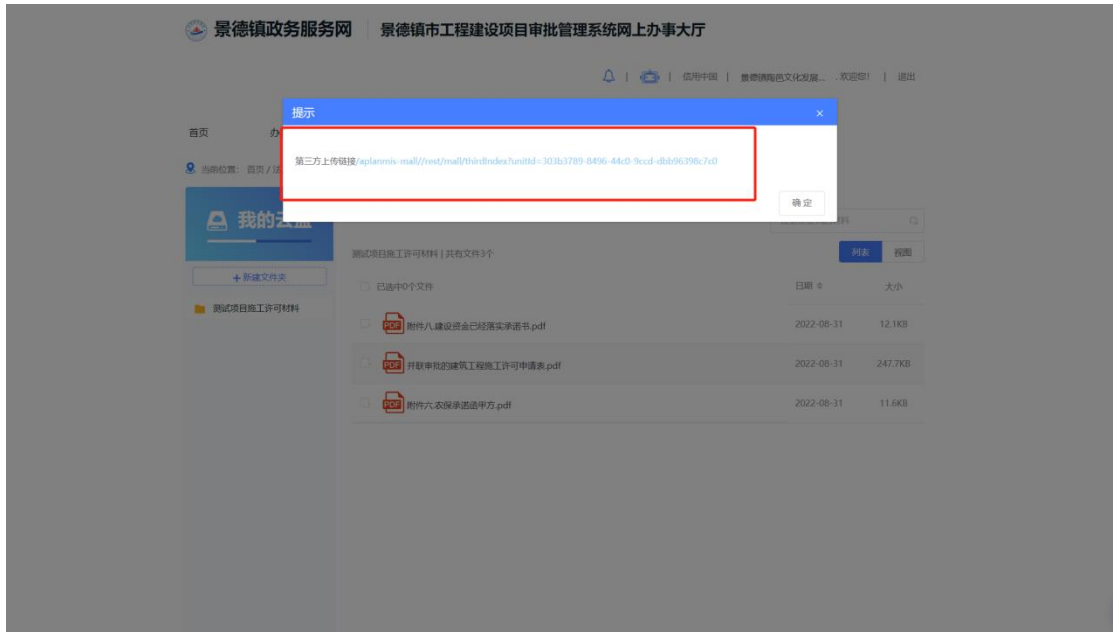 景德镇政务服务网 景德镇市工程建设项目审批管理系统网上办事大厅
信用中国 | 景德镇陶邑文化发展... , 欢迎您! | 退出
提示 ×
首页 办
第三方上传链接/aplanmis-mall//rest/mall/thirdIndex?unitId=303b3789-8496-44c0-9ccd-dbb96398c7c0
当前位置: 首页 / 法
确定
我的云盘
测试项目施工许可材料 | 共有文件3个
列表 视图
+ 新建文件夹
已选中0个文件 日期 大小
测试项目施工许可材料
PDF 附件八.建设资金已经落实承诺书.pdf 2022-08-31 12.1KB
PDF 并联审批的建筑工程施工许可申请表.pdf 2022-08-31 247.7KB
PDF 附件六.农保承诺函甲方.pdf 2022-08-31 11.6KB